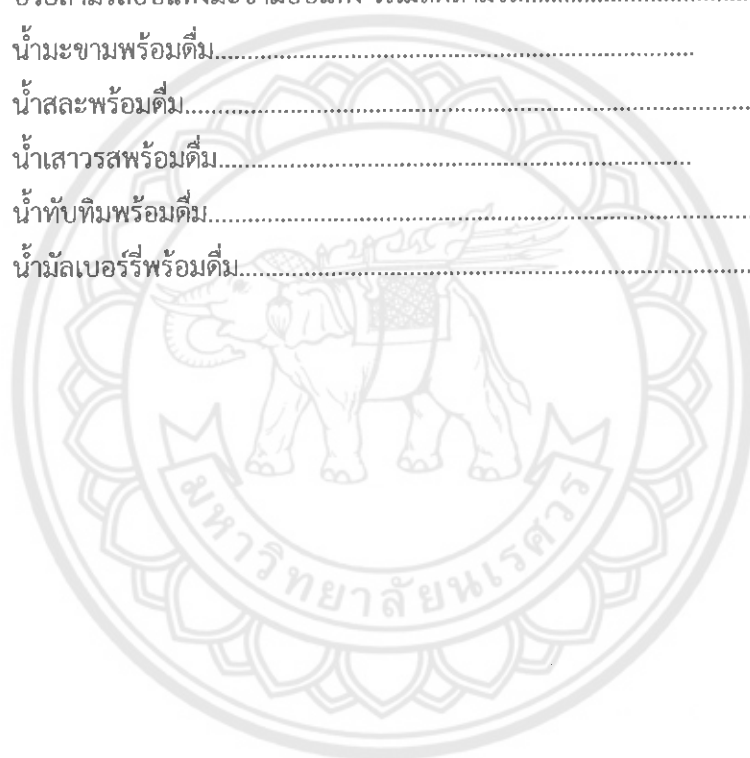 น้ำมะขามพร้อมดื่ม
น้ำสละพร้อมดื่ม
น้ำเสาวรสพร้อมดื่ม
น้ำทับทิมพร้อมดื่ม
น้ำมัลเบอร์รี่พร้อมดื่ม
มหาวิทยาลัยนเรศวร